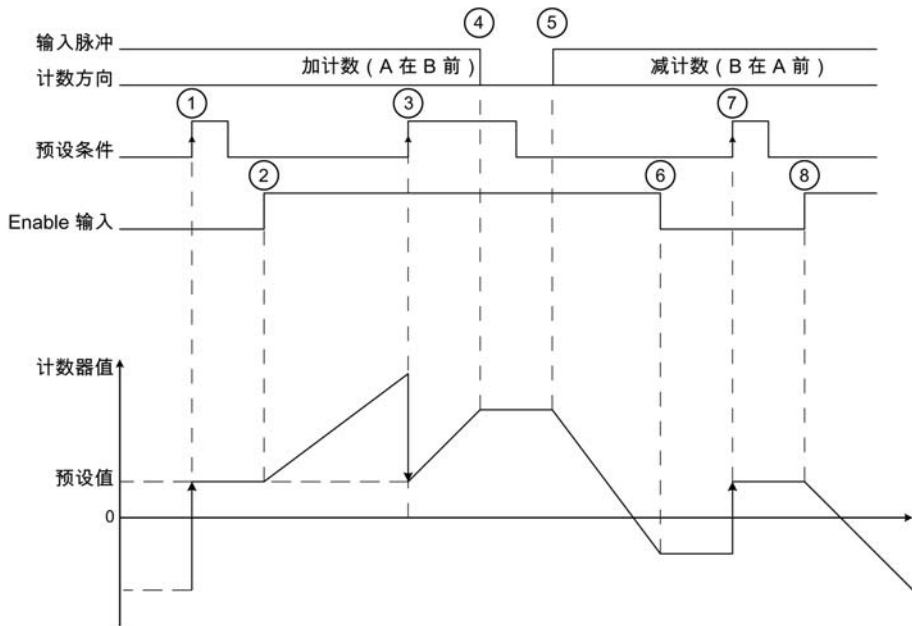 ④ ⑤
输入脉冲
加计数（A 在 B 前） 减计数（B 在 A 前）
计数方向
① ③ ⑦
预设条件
② ⑥ ⑧
Enable 输入
计数器值
预设值
0